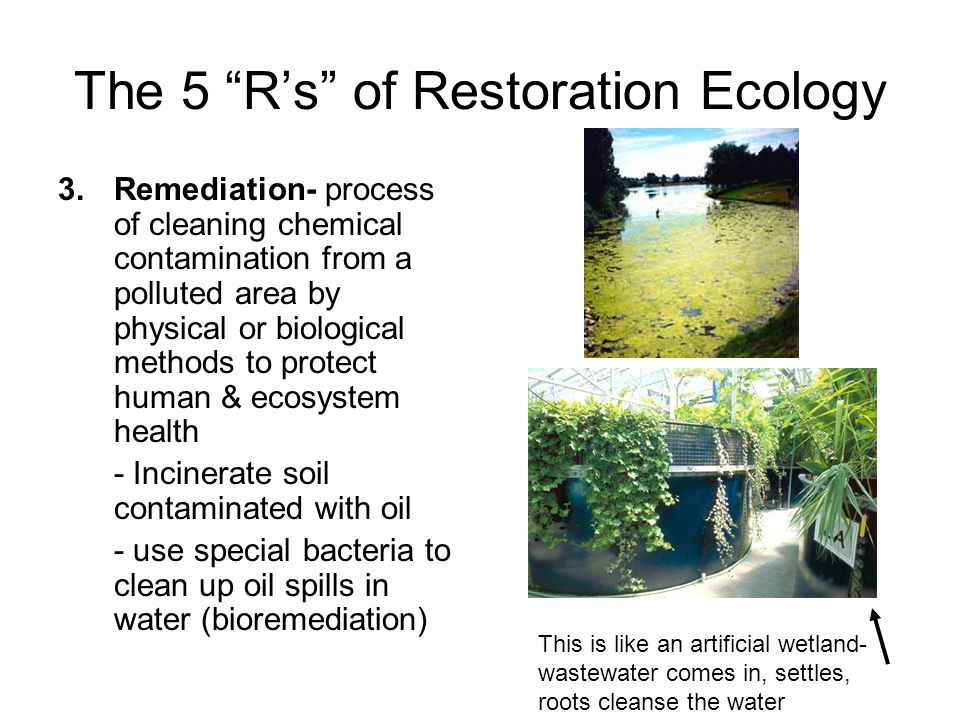 The 5 “R’s” of Restoration Ecology
3. Remediation- process
of cleaning chemical
contamination from a
polluted area by
physical or biological
methods to protect
human & ecosystem
health
- Incinerate soil
contaminated with oil
- use special bacteria to
clean up oil spills in
water (bioremediation)
This is like an artificial wetland-
wastewater comes in, settles,
roots cleanse the water